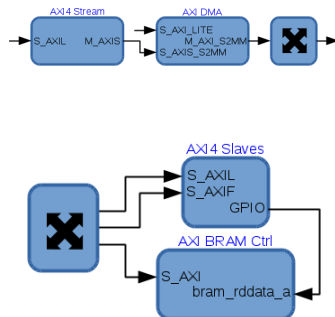 AXI4 Stream
S_AXIL M_AXIS
AXI DMA
S_AXI_LITE
M_AXI_S2MM
S_AXIS_S2MM
AXI4 Slaves
S_AXIL
S_AXIF
GPIO
AXI BRAM Ctrl
S_AXI
bram_rddata_a